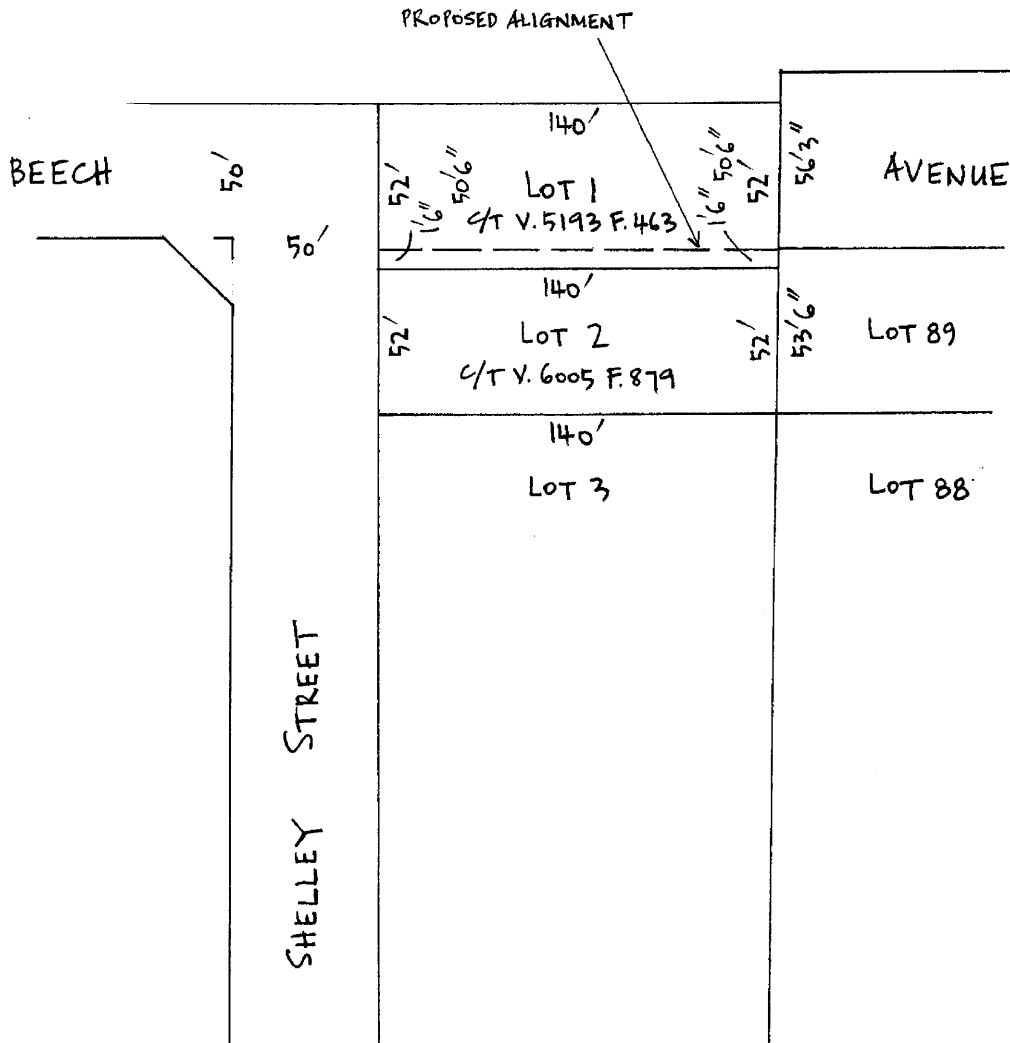 PROPOSED ALIGNMENT
140'
BEECH
50'
52'
1'6"
50'6"
LOT 1
C/T V. 5193 F. 463
1'6"
50'6"
52'
56'3"
AVENUE
50'
140'
52'
LOT 2
C/T V. 6005 F. 879
52'
53'6"
LOT 89
140'
LOT 3
LOT 88
SHELLEY STREET